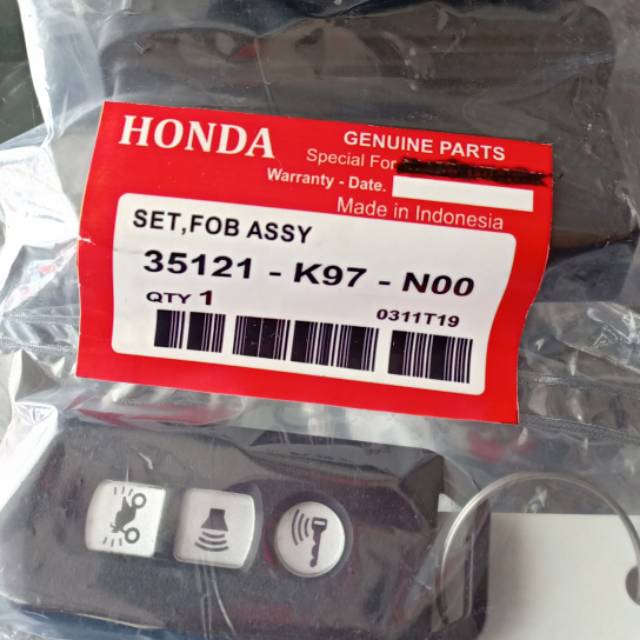 HONDA
GENUINE PARTS
Special For
Warranty - Date.
Made in Indonesia
SET,FOB ASSY
35121 - K97 - N00
QTY 1
0311T19